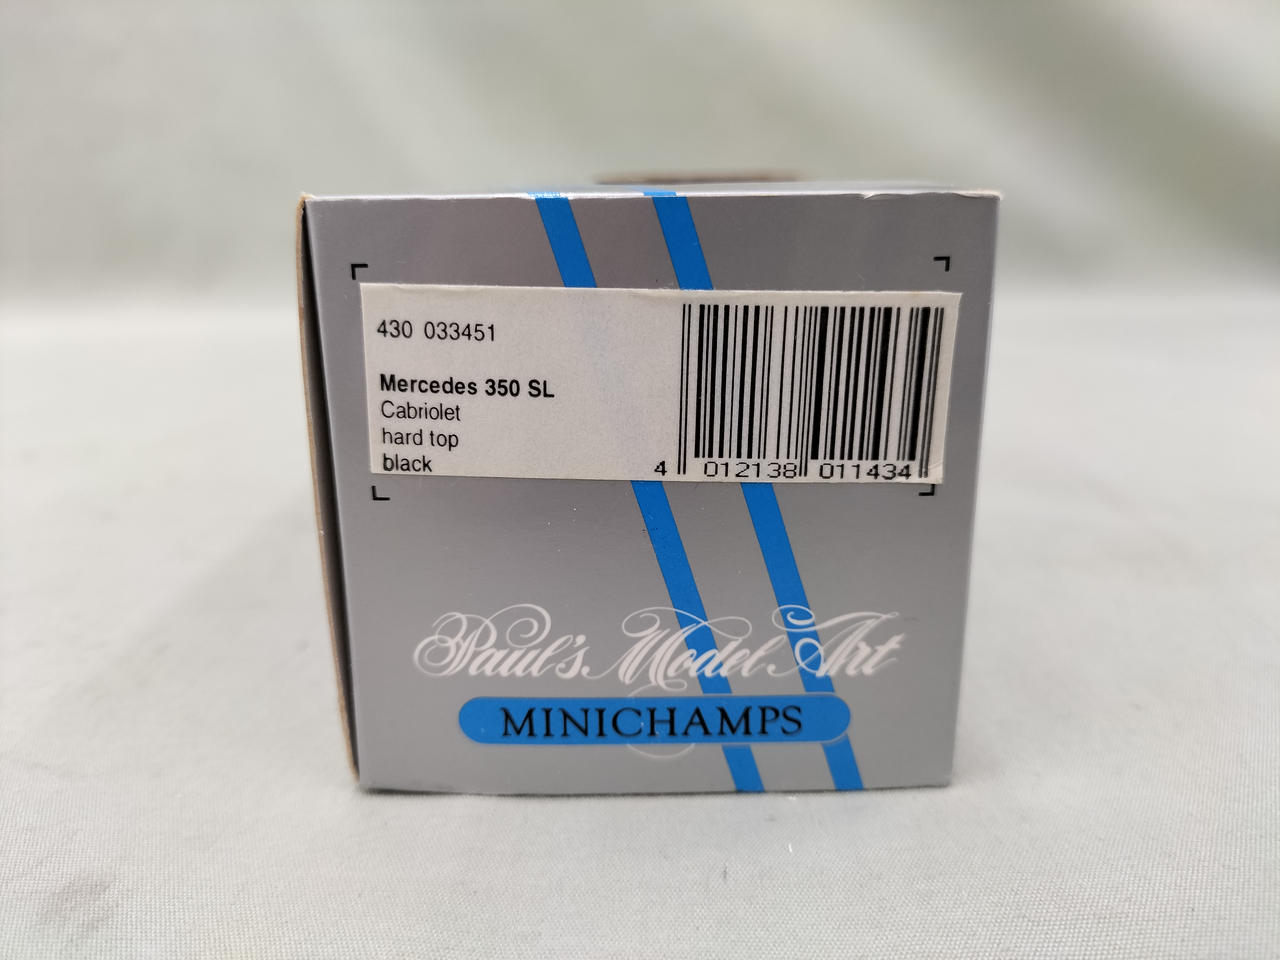 430 033451
Mercedes 350 SL
Cabriolet
hard top
black
4 012138 011434
Paul's Model Art
MINICHAMPS